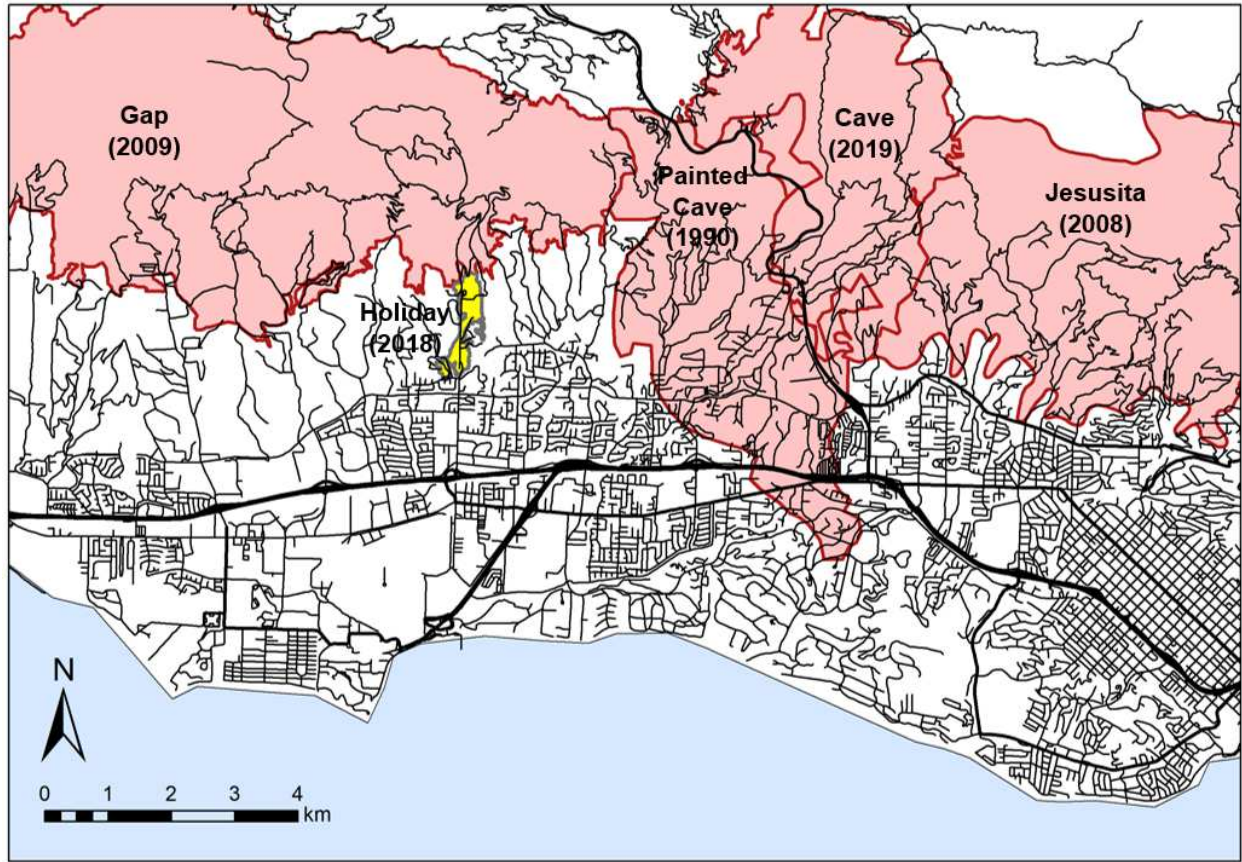 Gap
(2009)
Cave
(2019)
Painted
Cave
(1990)
Jesusita
(2008)
Holiday
(2018)
N
0 1 2 3 4
km